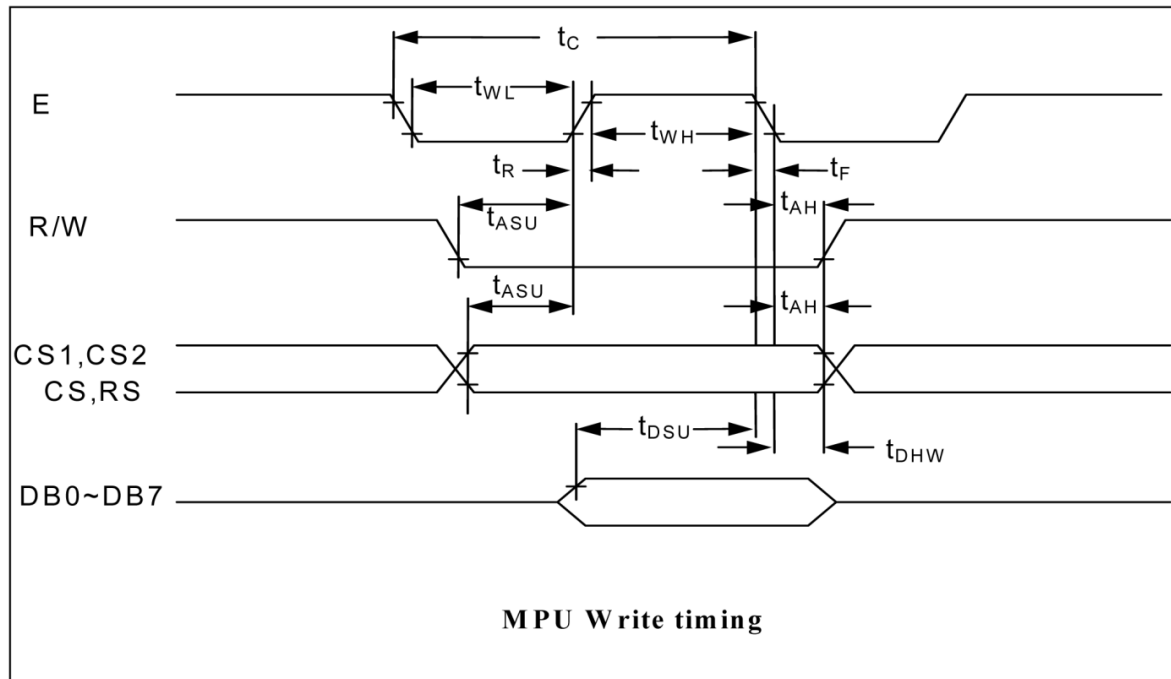 tC
tWL
E
tWH
tR
tF
tAH
R/W
tASU
tASU
tAH
CS1,CS2
CS,RS
tDSU
tDHW
DB0~DB7
MPU Write timing